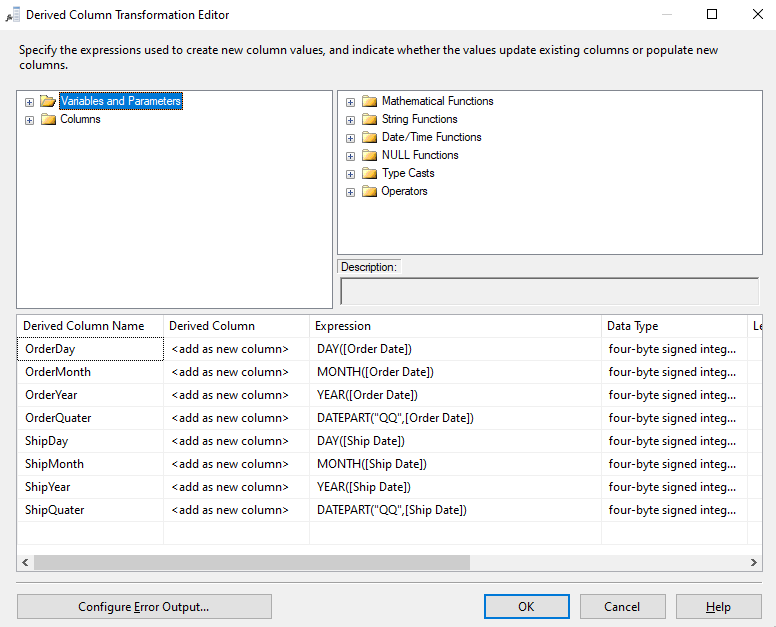 Derived Column Transformation Editor
Specify the expressions used to create new column values, and indicate whether the values update existing columns or populate new
columns.
Variables and Parameters
Columns
Mathematical Functions
String Functions
Date/Time Functions
NULL Functions
Type Casts
Operators
Description:
Derived Column Name Derived Column Expression Data Type Le
OrderDay <add as new column> DAY([Order Date]) four-byte signed integ...
OrderMonth <add as new column> MONTH([Order Date]) four-byte signed integ...
OrderYear <add as new column> YEAR([Order Date]) four-byte signed integ...
OrderQuater <add as new column> DATEPART("QQ",[Order Date]) four-byte signed integ...
ShipDay <add as new column> DAY([Ship Date]) four-byte signed integ...
ShipMonth <add as new column> MONTH([Ship Date]) four-byte signed integ...
ShipYear <add as new column> YEAR([Ship Date]) four-byte signed integ...
ShipQuater <add as new column> DATEPART("QQ",[Ship Date]) four-byte signed integ...
Configure Error Output... OK Cancel Help